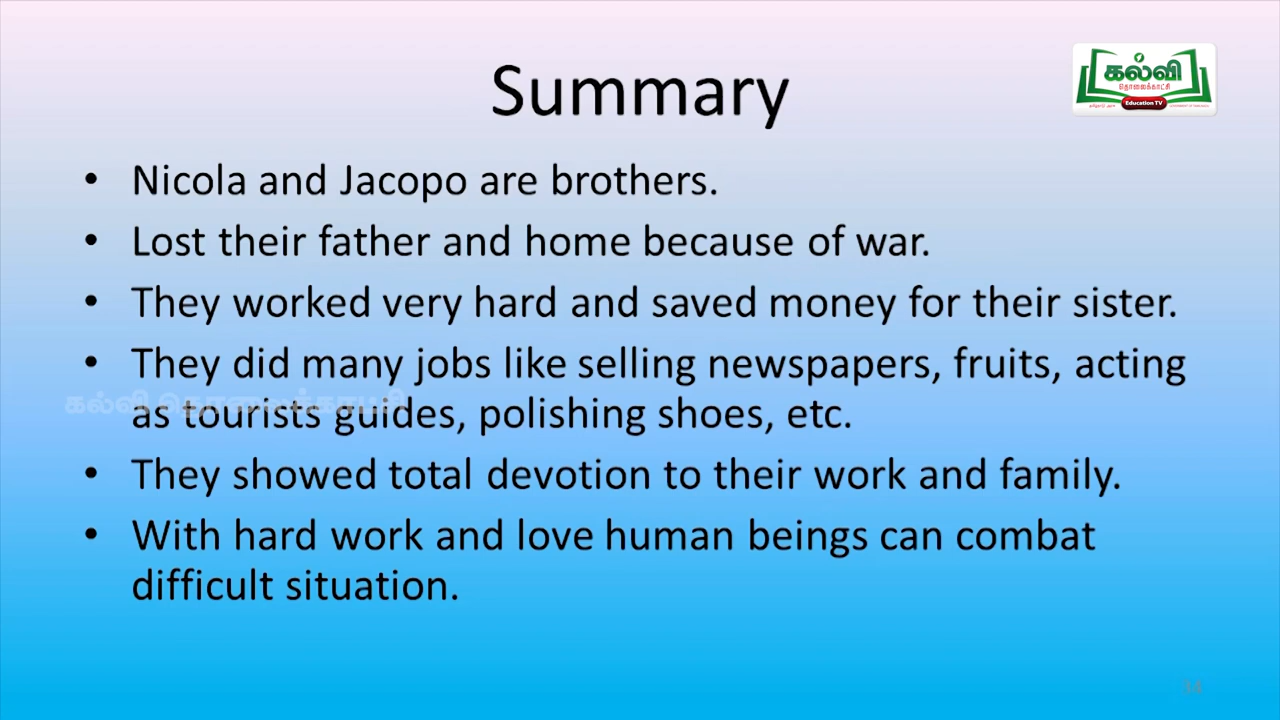 Summary
கல்வி
தொலைக்காட்சி
Education TV
• Nicola and Jacopo are brothers.
• Lost their father and home because of war.
• They worked very hard and saved money for their sister.
• They did many jobs like selling newspapers, fruits, acting
கல்வி தொலைக்காட்சி
as tourists guides, polishing shoes, etc.
• They showed total devotion to their work and family.
• With hard work and love human beings can combat
difficult situation.
34